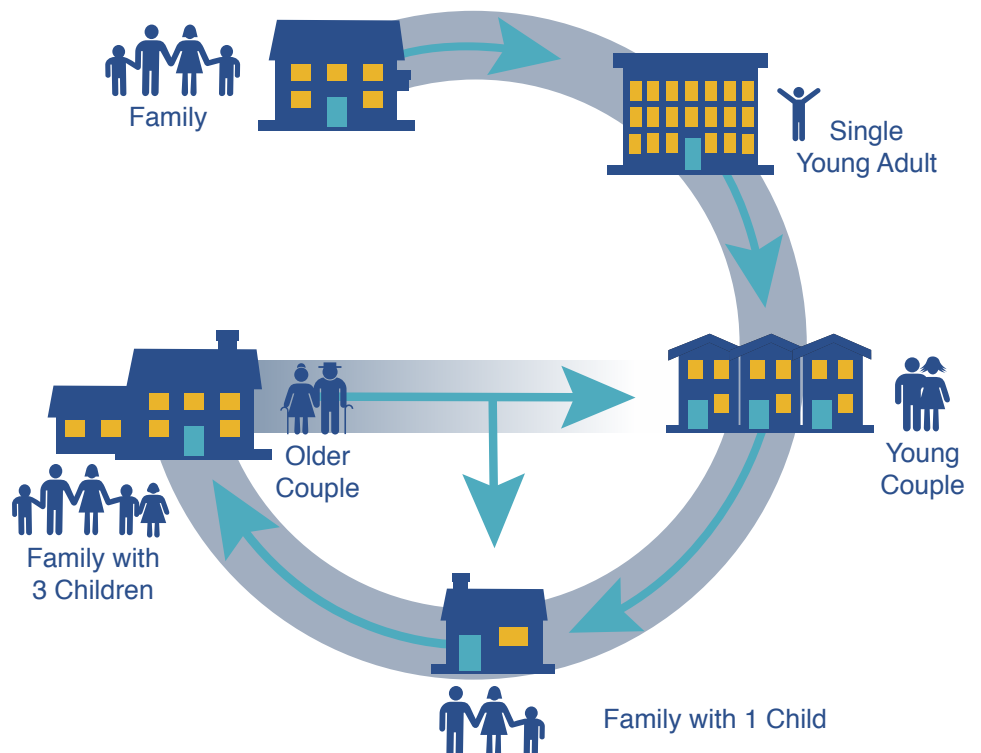 Family
Single
Young Adult
Older
Couple
Young
Couple
Family with
3 Children
Family with 1 Child